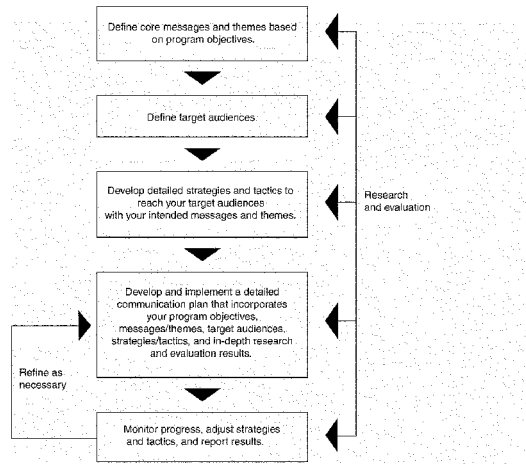 Define core messages and themes based
on program objectives.
Define target audiences.
Develop detailed strategies and tactics to
reach your target audiences
with your intended messages and themes.
Research
and evaluation
Develop and implement a detailed
communication plan that incorporates
your program objectives,
messages/themes, target audiences,
strategies/tactics, and in-depth research
and evaluation results.
Refine as
necessary
Monitor progress, adjust strategies
and tactics, and report results.